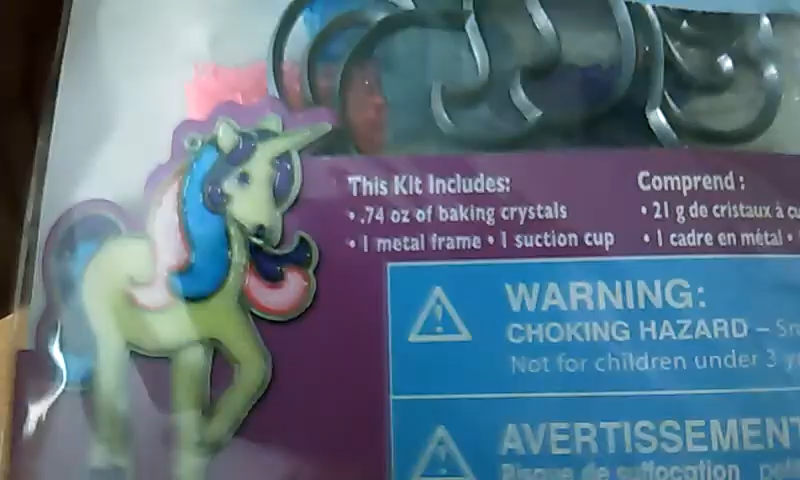 This Kit Includes:
• .74 oz of baking crystals
• 1 metal frame • 1 suction cup
Comprend :
• 21 g de cristaux à
• 1 cadre en métal •
WARNING:
CHOKING HAZARD –
Not for children under 3
AVERTISSEMENT
Risque de suffocation